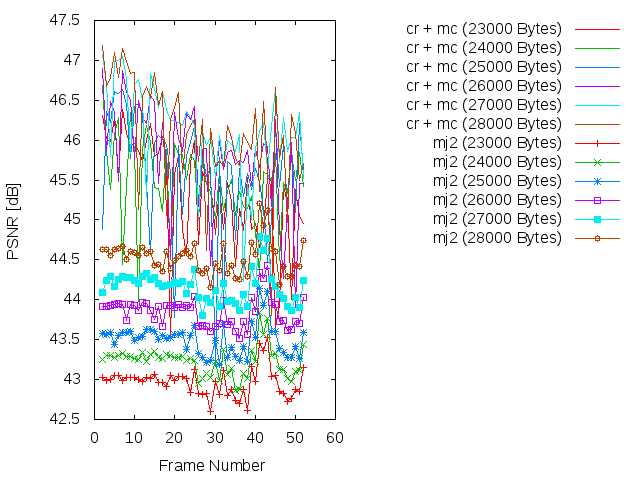 47.5
47
46.5
46
45.5
45
44.5
44
43.5
43
42.5
0 10 20 30 40 50 60
PSNR [dB]
Frame Number
cr + mc (23000 Bytes)
cr + mc (24000 Bytes)
cr + mc (25000 Bytes)
cr + mc (26000 Bytes)
cr + mc (27000 Bytes)
cr + mc (28000 Bytes)
mj2 (23000 Bytes)
mj2 (24000 Bytes)
mj2 (25000 Bytes)
mj2 (26000 Bytes)
mj2 (27000 Bytes)
mj2 (28000 Bytes)